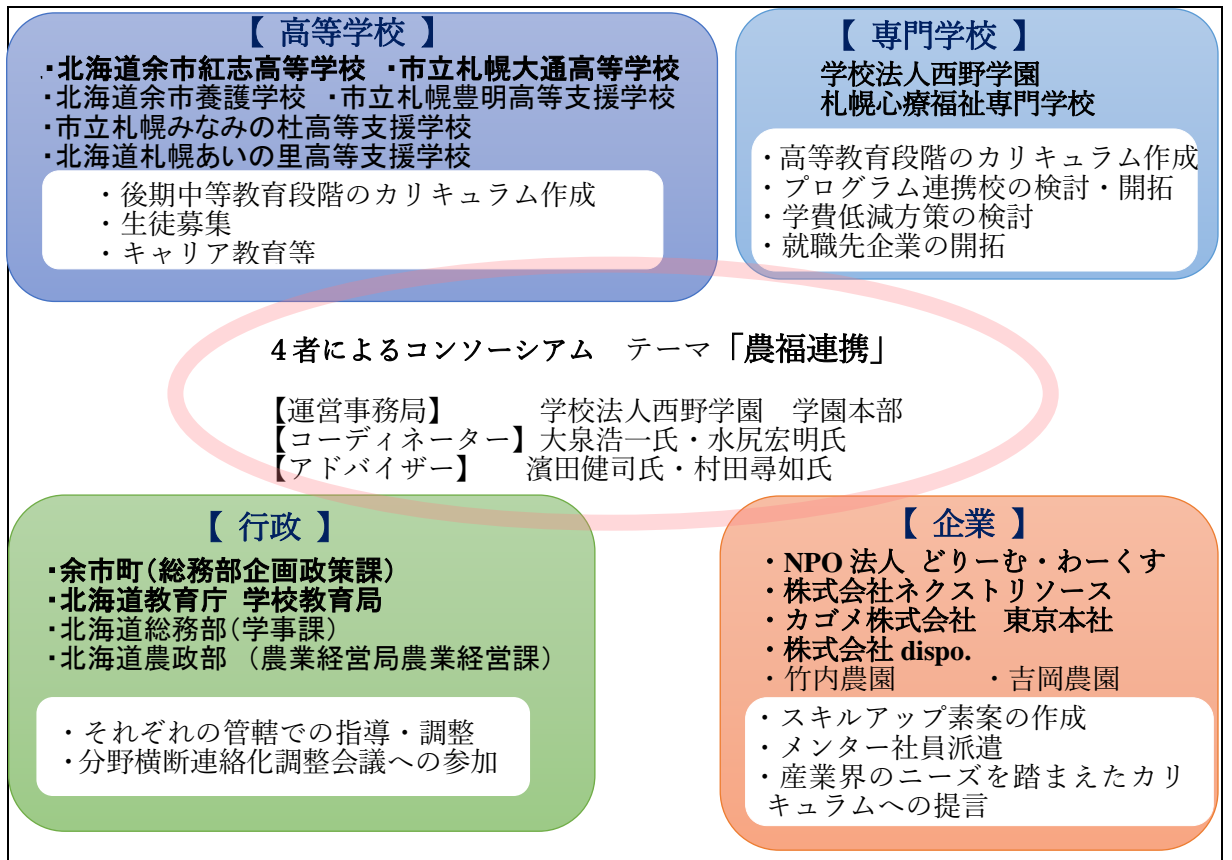 【 高等学校 】
・北海道余市紅志高等学校 ・市立札幌大通高等学校
・北海道余市養護学校 ・市立札幌豊明高等支援学校
・市立札幌みなみの杜高等支援学校
・北海道札幌あいの里高等支援学校
・後期中等教育段階のカリキュラム作成
・生徒募集
・キャリア教育等
【 専門学校 】
学校法人西野学園
札幌心療福祉専門学校
・高等教育段階のカリキュラム作成
・プログラム連携校の検討・開拓
・学費低減方策の検討
・就職先企業の開拓
４者によるコンソーシアム　テーマ「農福連携」
【運営事務局】　学校法人西野学園　学園本部
【コーディネーター】大泉浩一氏・水尻宏明氏
【アドバイザー】　濱田健司氏・村田尋如氏
【 行政 】
・余市町（総務部企画政策課）
・北海道教育庁 学校教育局
・北海道総務部（学事課）
・北海道農政部 （農業経営局農業経営課）
・それぞれの管轄での指導・調整
・分野横断連絡化調整会議への参加
【 企業 】
・NPO 法人 どりーむ・わーくす
・株式会社ネクストリソース
・カゴメ株式会社　東京本社
・株式会社 dispo.
・竹内農園　・吉岡農園
・スキルアップ素案の作成
・メンター社員派遣
・産業界のニーズを踏まえたカリ
キュラムへの提言